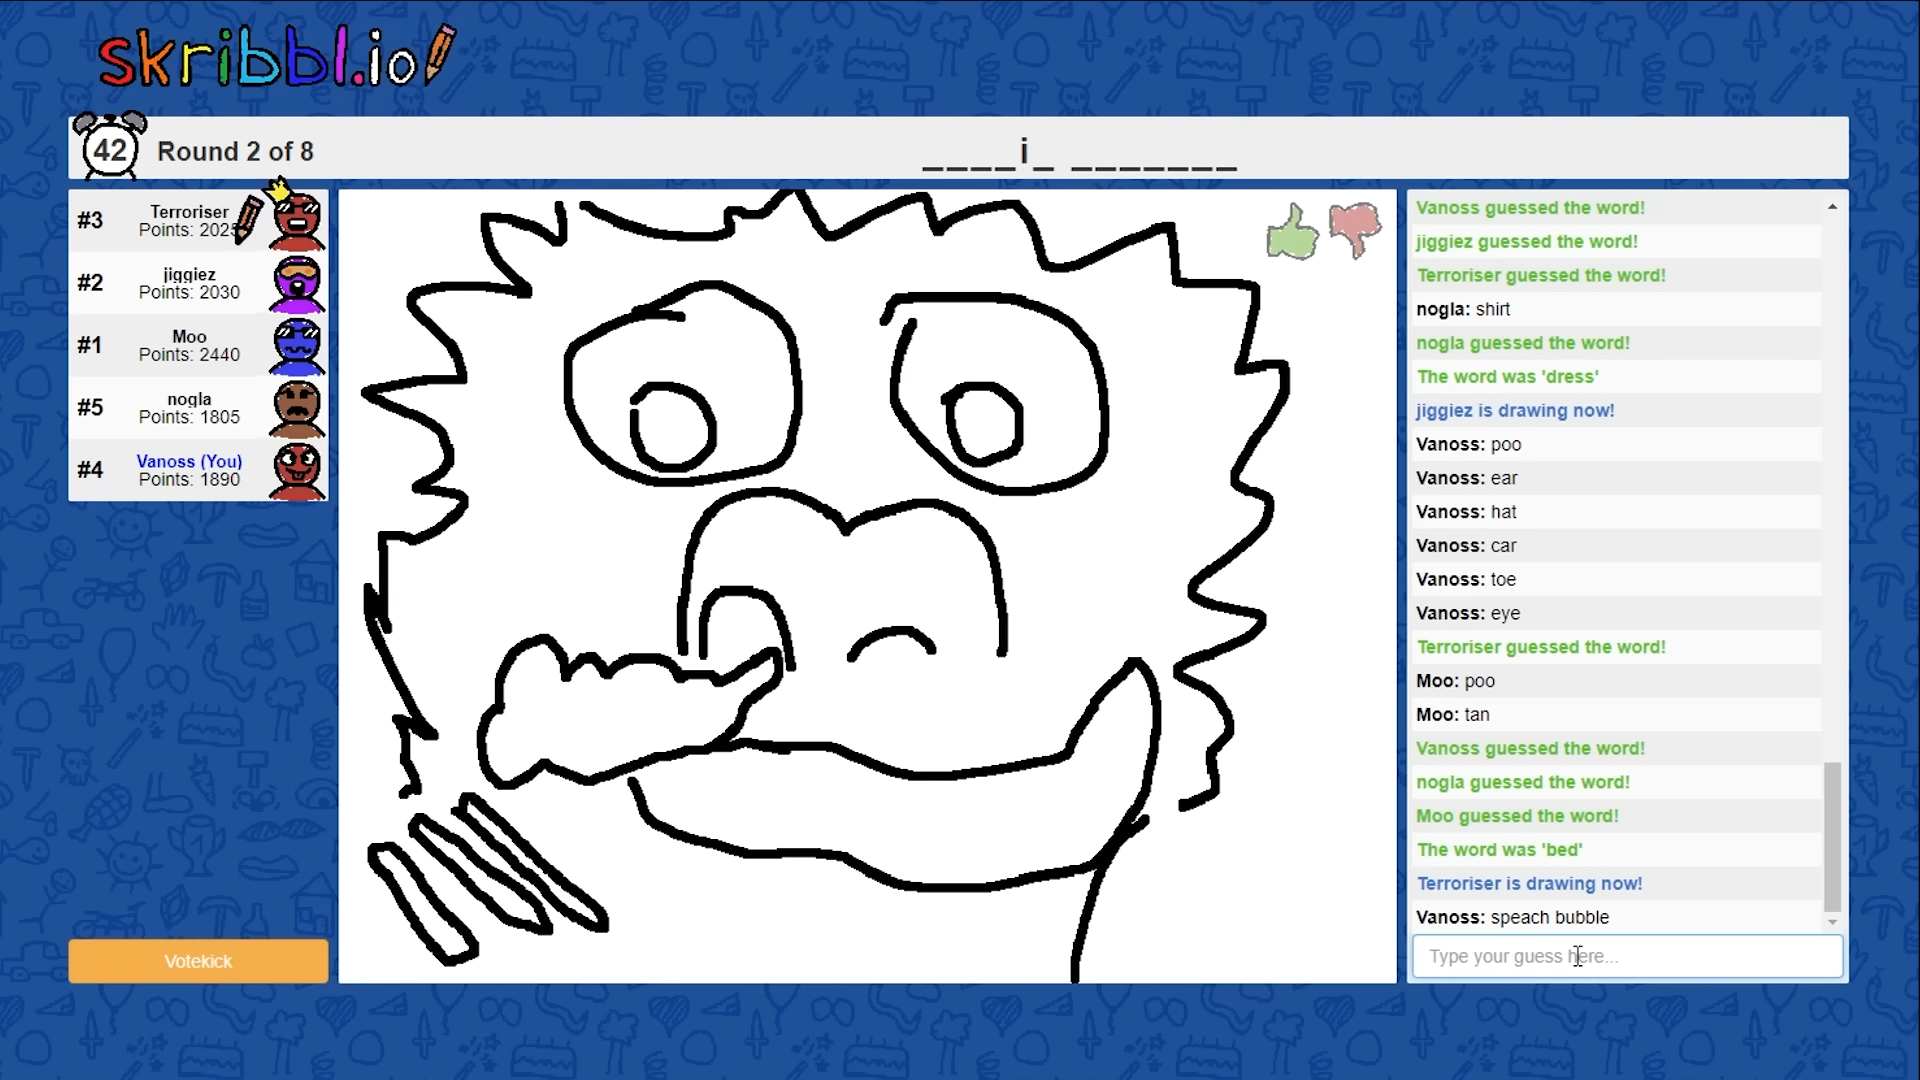 skribbl.io
42 Round 2 of 8 ____i_ _______
#3 Terroriser
Points: 2025
#2 jiggiez
Points: 2030
#1 Moo
Points: 2440
#5 nogla
Points: 1805
#4 Vanoss (You)
Points: 1890
Votekick
Vanoss guessed the word!
jiggiez guessed the word!
Terroriser guessed the word!
nogla: shirt
nogla guessed the word!
The word was 'dress'
jiggiez is drawing now!
Vanoss: poo
Vanoss: ear
Vanoss: hat
Vanoss: car
Vanoss: toe
Vanoss: eye
Terroriser guessed the word!
Moo: poo
Moo: tan
Vanoss guessed the word!
nogla guessed the word!
Moo guessed the word!
The word was 'bed'
Terroriser is drawing now!
Vanoss: speach bubble
Type your guess here...